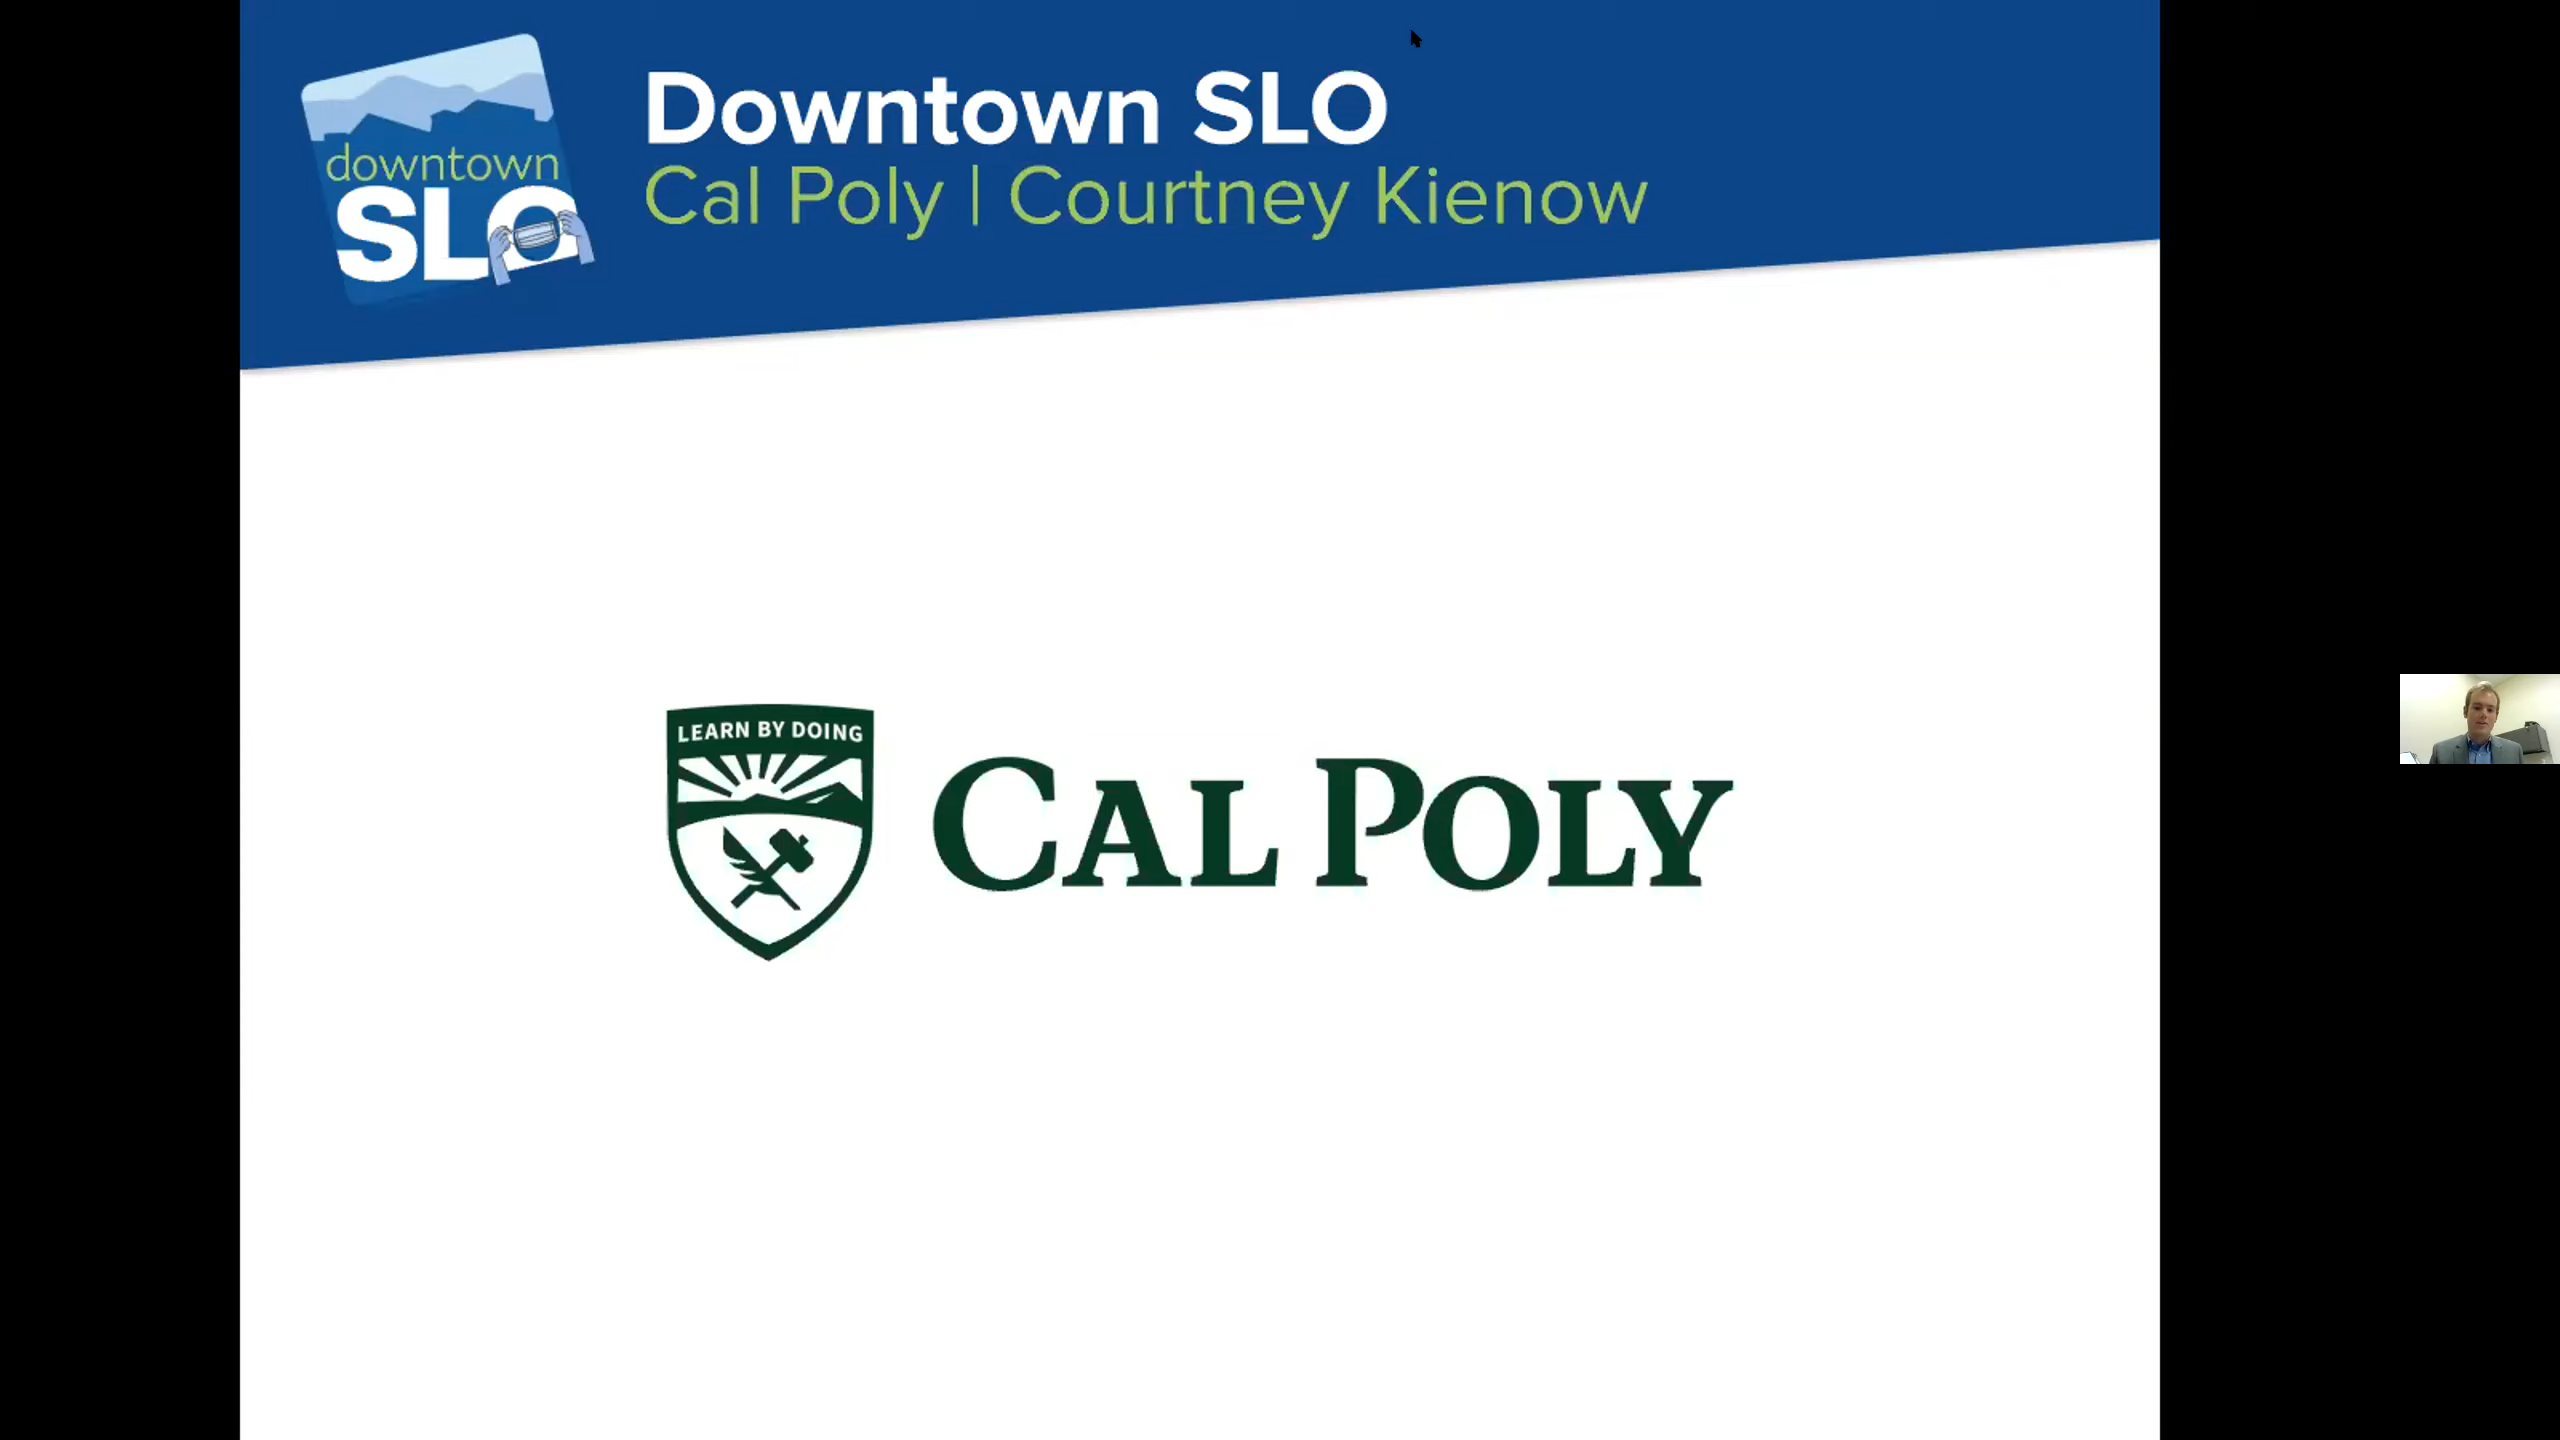 downtown
SLO
Downtown SLO
Cal Poly | Courtney Kienow
LEARN BY DOING
CAL POLY